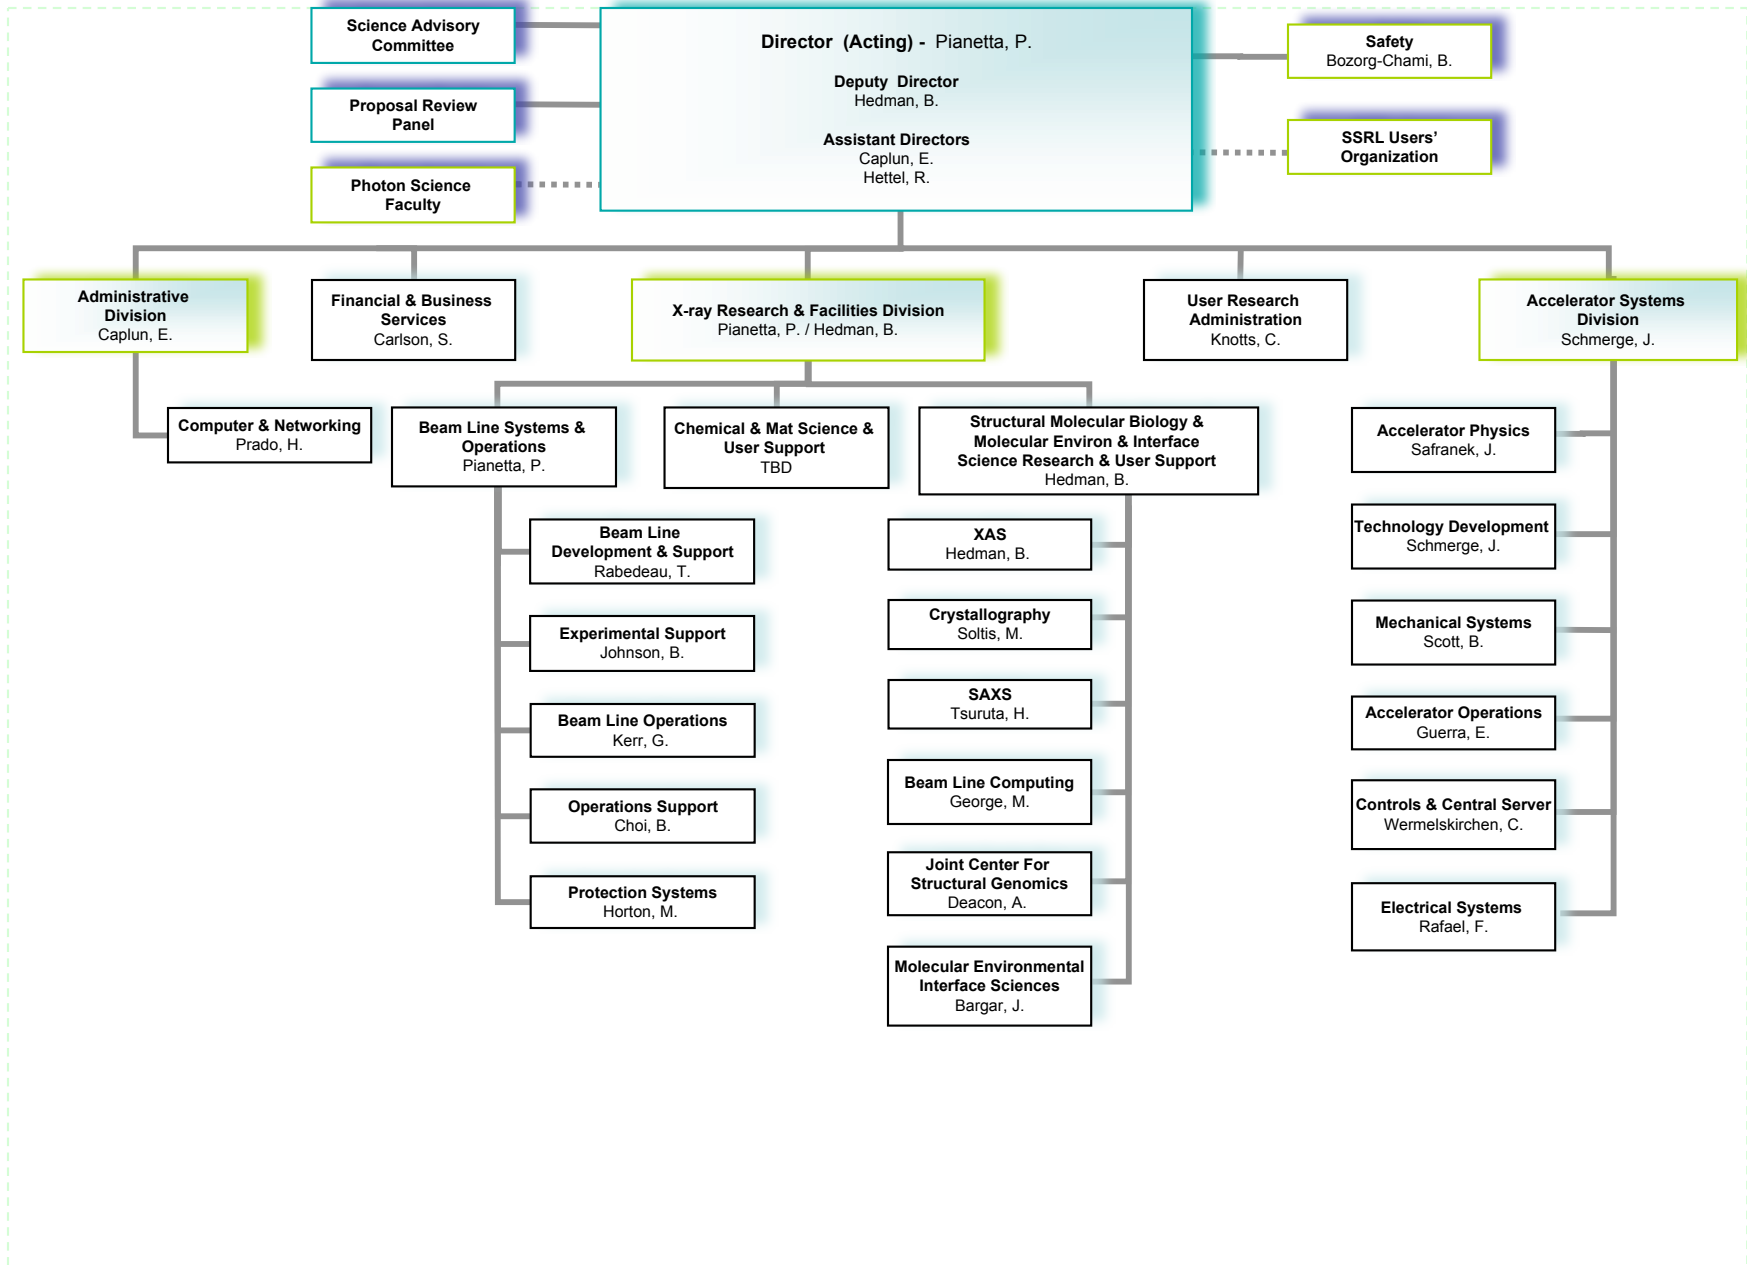 Science Advisory
Committee
Proposal Review
Panel
Photon Science
Faculty
Director (Acting) - Pianetta, P.
Deputy Director
Hedman, B.
Assistant Directors
Caplun, E.
Hettel, R.
Safety
Bozorg-Chami, B.
SSRL Users’
Organization
Administrative
Division
Caplun, E.
Financial & Business
Services
Carlson, S.
X-ray Research & Facilities Division
Pianetta, P. / Hedman, B.
User Research
Administration
Knotts, C.
Accelerator Systems
Division
Schmerge, J.
Computer & Networking
Prado, H.
Beam Line Systems &
Operations
Pianetta, P.
Chemical & Mat Science &
User Support
TBD
Structural Molecular Biology &
Molecular Environ & Interface
Science Research & User Support
Hedman, B.
Beam Line
Development & Support
Rabedeau, T.
Experimental Support
Johnson, B.
Beam Line Operations
Kerr, G.
Operations Support
Choi, B.
Protection Systems
Horton, M.
XAS
Hedman, B.
Crystallography
Soltis, M.
SAXS
Tsuruta, H.
Beam Line Computing
George, M.
Joint Center For
Structural Genomics
Deacon, A.
Molecular Environmental
Interface Sciences
Bargar, J.
Accelerator Physics
Safranek, J.
Technology Development
Schmerge, J.
Mechanical Systems
Scott, B.
Accelerator Operations
Guerra, E.
Controls & Central Server
Wermelskirchen, C.
Electrical Systems
Rafael, F.